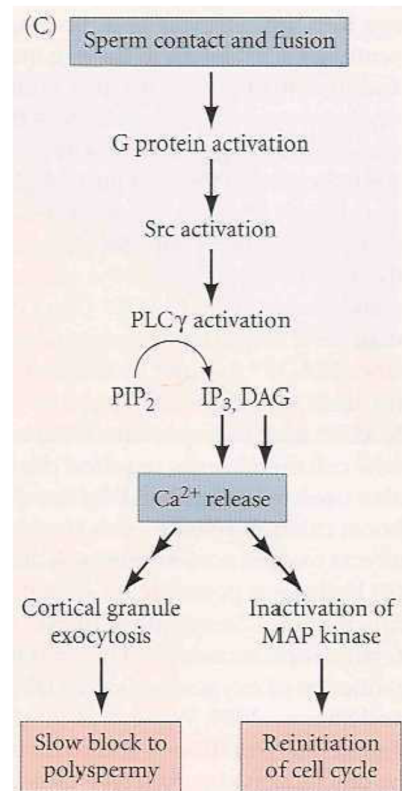 (C)
Sperm contact and fusion
G protein activation
Src activation
PLCγ activation
PIP₂ IP₃, DAG
Ca²⁺ release
Cortical granule
exocytosis
Inactivation of
MAP kinase
Slow block to
polyspermy
Reinitiation
of cell cycle